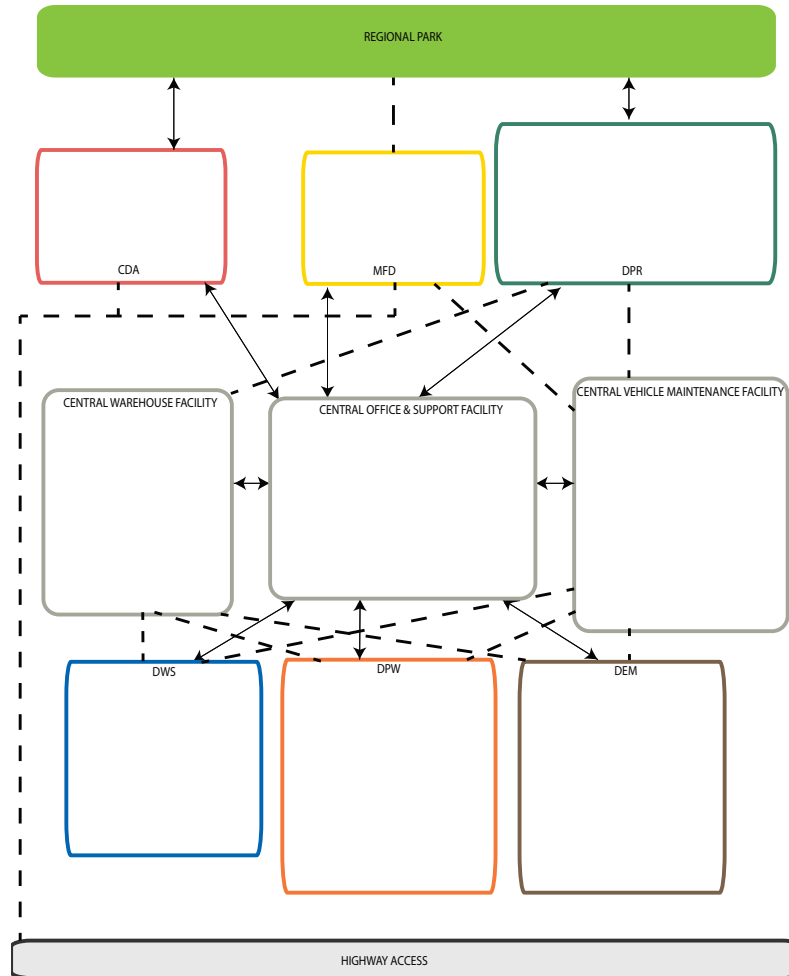 REGIONAL PARK
CDA
MFD
DPR
CENTRAL WAREHOUSE FACILITY
CENTRAL OFFICE & SUPPORT FACILITY
CENTRAL VEHICLE MAINTENANCE FACILITY
DWS
DPW
DEM
HIGHWAY ACCESS